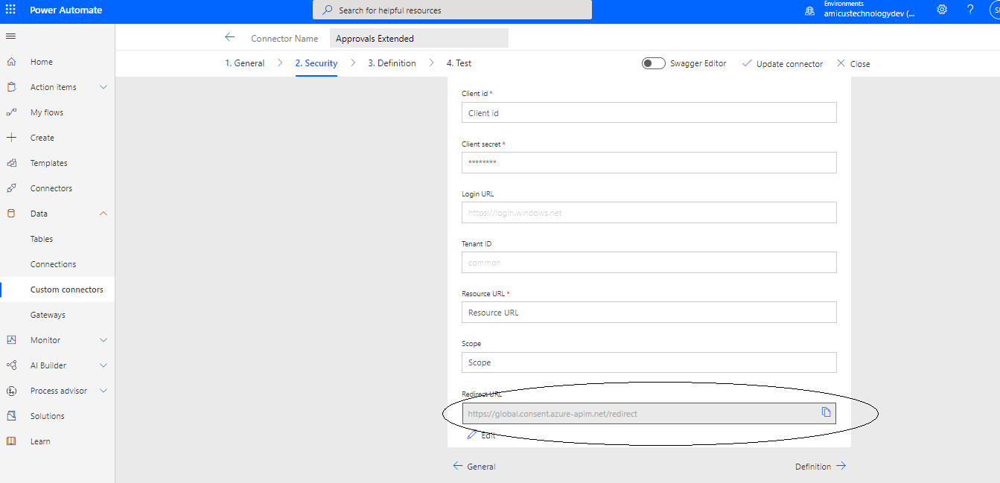 Power Automate
Search for helpful resources
Environments
amicustechnologydev (...
?
Connector Name
Approvals Extended
1. General
2. Security
3. Definition
4. Test
Swagger Editor
Update connector
Close
Home
Action items
My flows
Create
Templates
Connectors
Data
Tables
Connections
Custom connectors
Gateways
Monitor
AI Builder
Process advisor
Solutions
Learn
Client id *
Client id
Client secret *
********
Login URL
https://login.windows.net
Tenant ID
common
Resource URL *
Resource URL
Scope
Scope
Redirect URL
https://global.consent.azure-apim.net/redirect
Edit
General
Definition